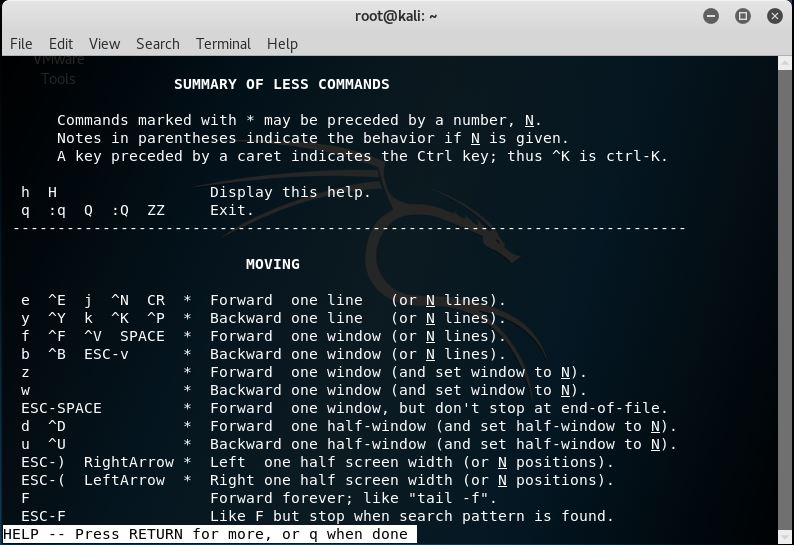 root@kali: ~
File Edit View Search Terminal Help
VMware
Tools
SUMMARY OF LESS COMMANDS
Commands marked with * may be preceded by a number, N.
Notes in parentheses indicate the behavior if N is given.
A key preceded by a caret indicates the Ctrl key; thus ^K is ctrl-K.
h H Display this help.
q :q Q :Q ZZ Exit.
---------------------------------------------------------------------------
MOVING
e ^E j ^N CR * Forward one line (or N lines).
y ^Y k ^K ^P * Backward one line (or N lines).
f ^F ^V SPACE * Forward one window (or N lines).
b ^B ESC-v * Backward one window (or N lines).
z * Forward one window (and set window to N).
w * Backward one window (and set window to N).
ESC-SPACE * Forward one window, but don't stop at end-of-file.
d ^D * Forward one half-window (and set half-window to N).
u ^U * Backward one half-window (and set half-window to N).
ESC-) RightArrow * Left one half screen width (or N positions).
ESC-( LeftArrow * Right one half screen width (or N positions).
F Forward forever; like "tail -f".
ESC-F Like F but stop when search pattern is found.
HELP -- Press RETURN for more, or q when done